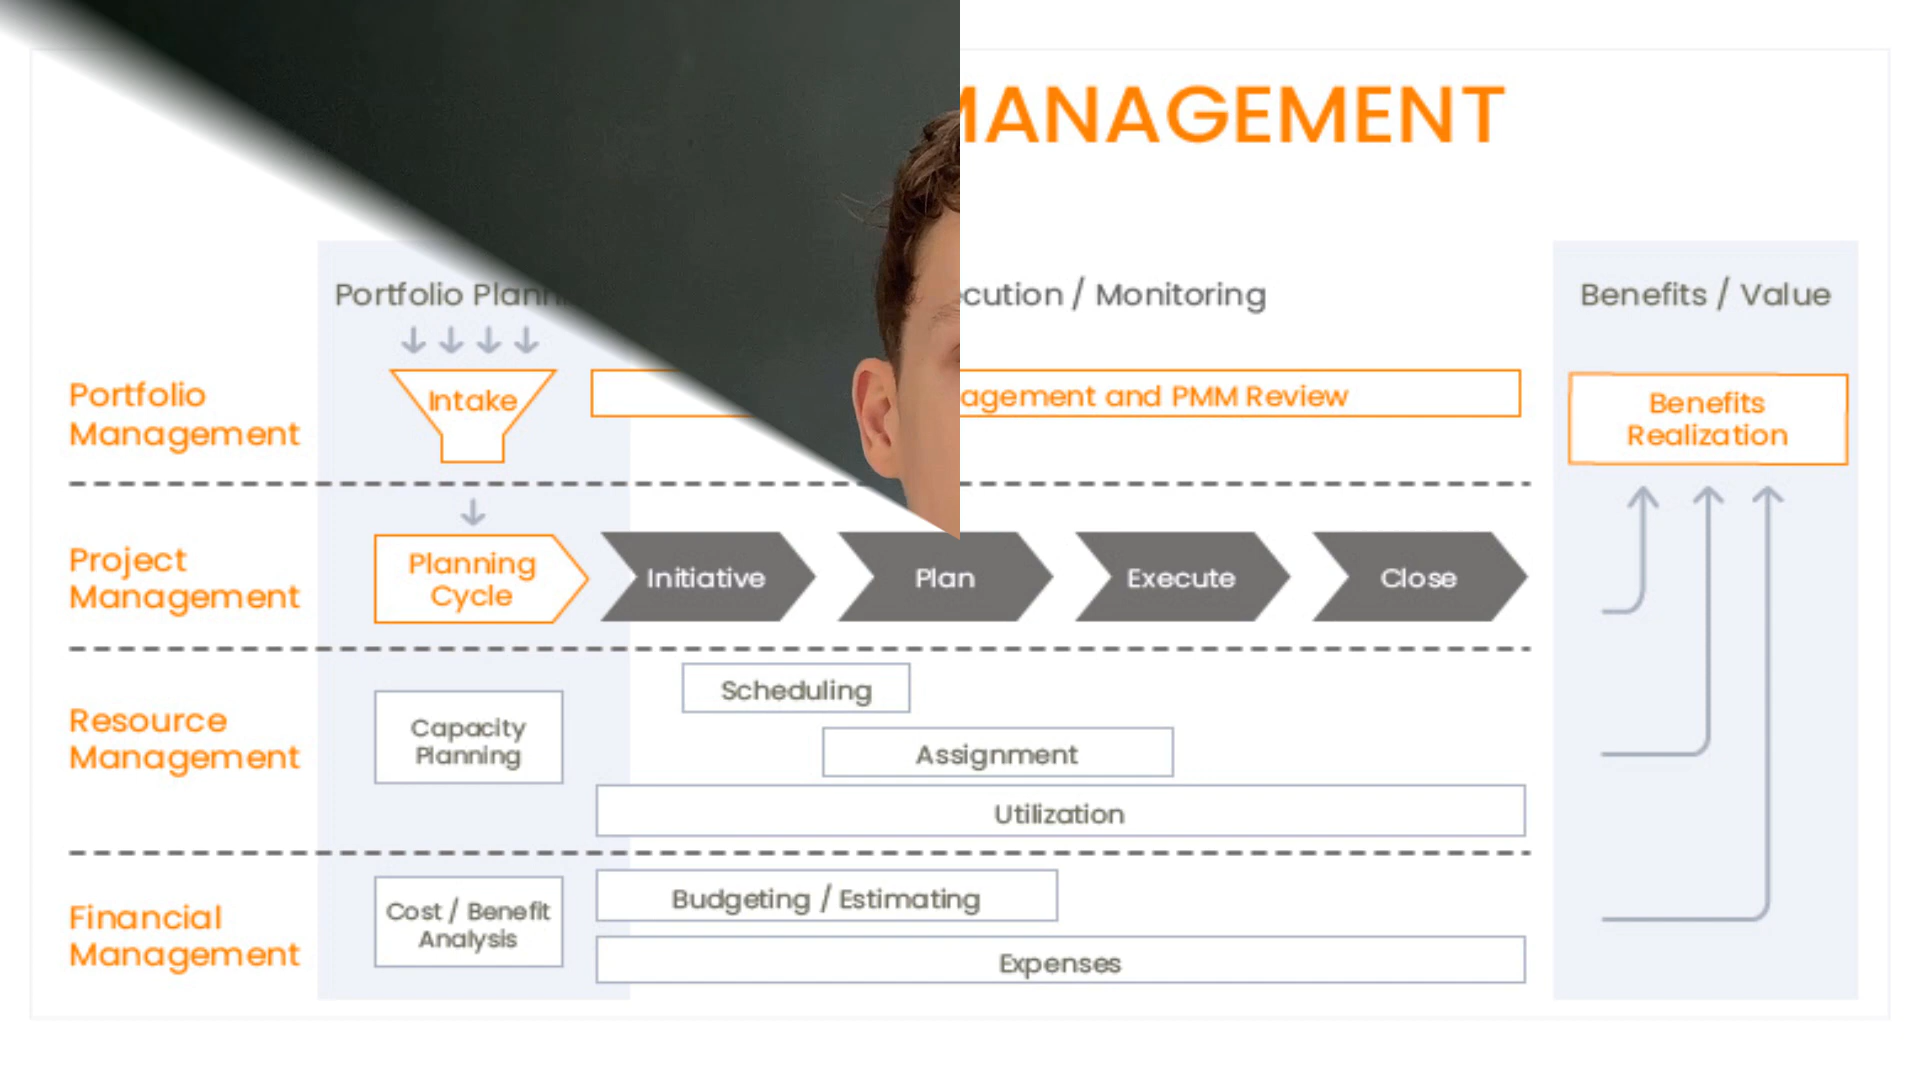 MANAGEMENT
Portfolio
cution / Monitoring
Benefits / Value
Portfolio
Management
Intake
agement and PMM Review
Benefits
Realization
Project
Management
Planning
Cycle
Initiative
Plan
Execute
Close
Resource
Management
Capacity
Planning
Scheduling
Assignment
Utilization
Financial
Management
Cost / Benefit
Analysis
Budgeting / Estimating
Expenses